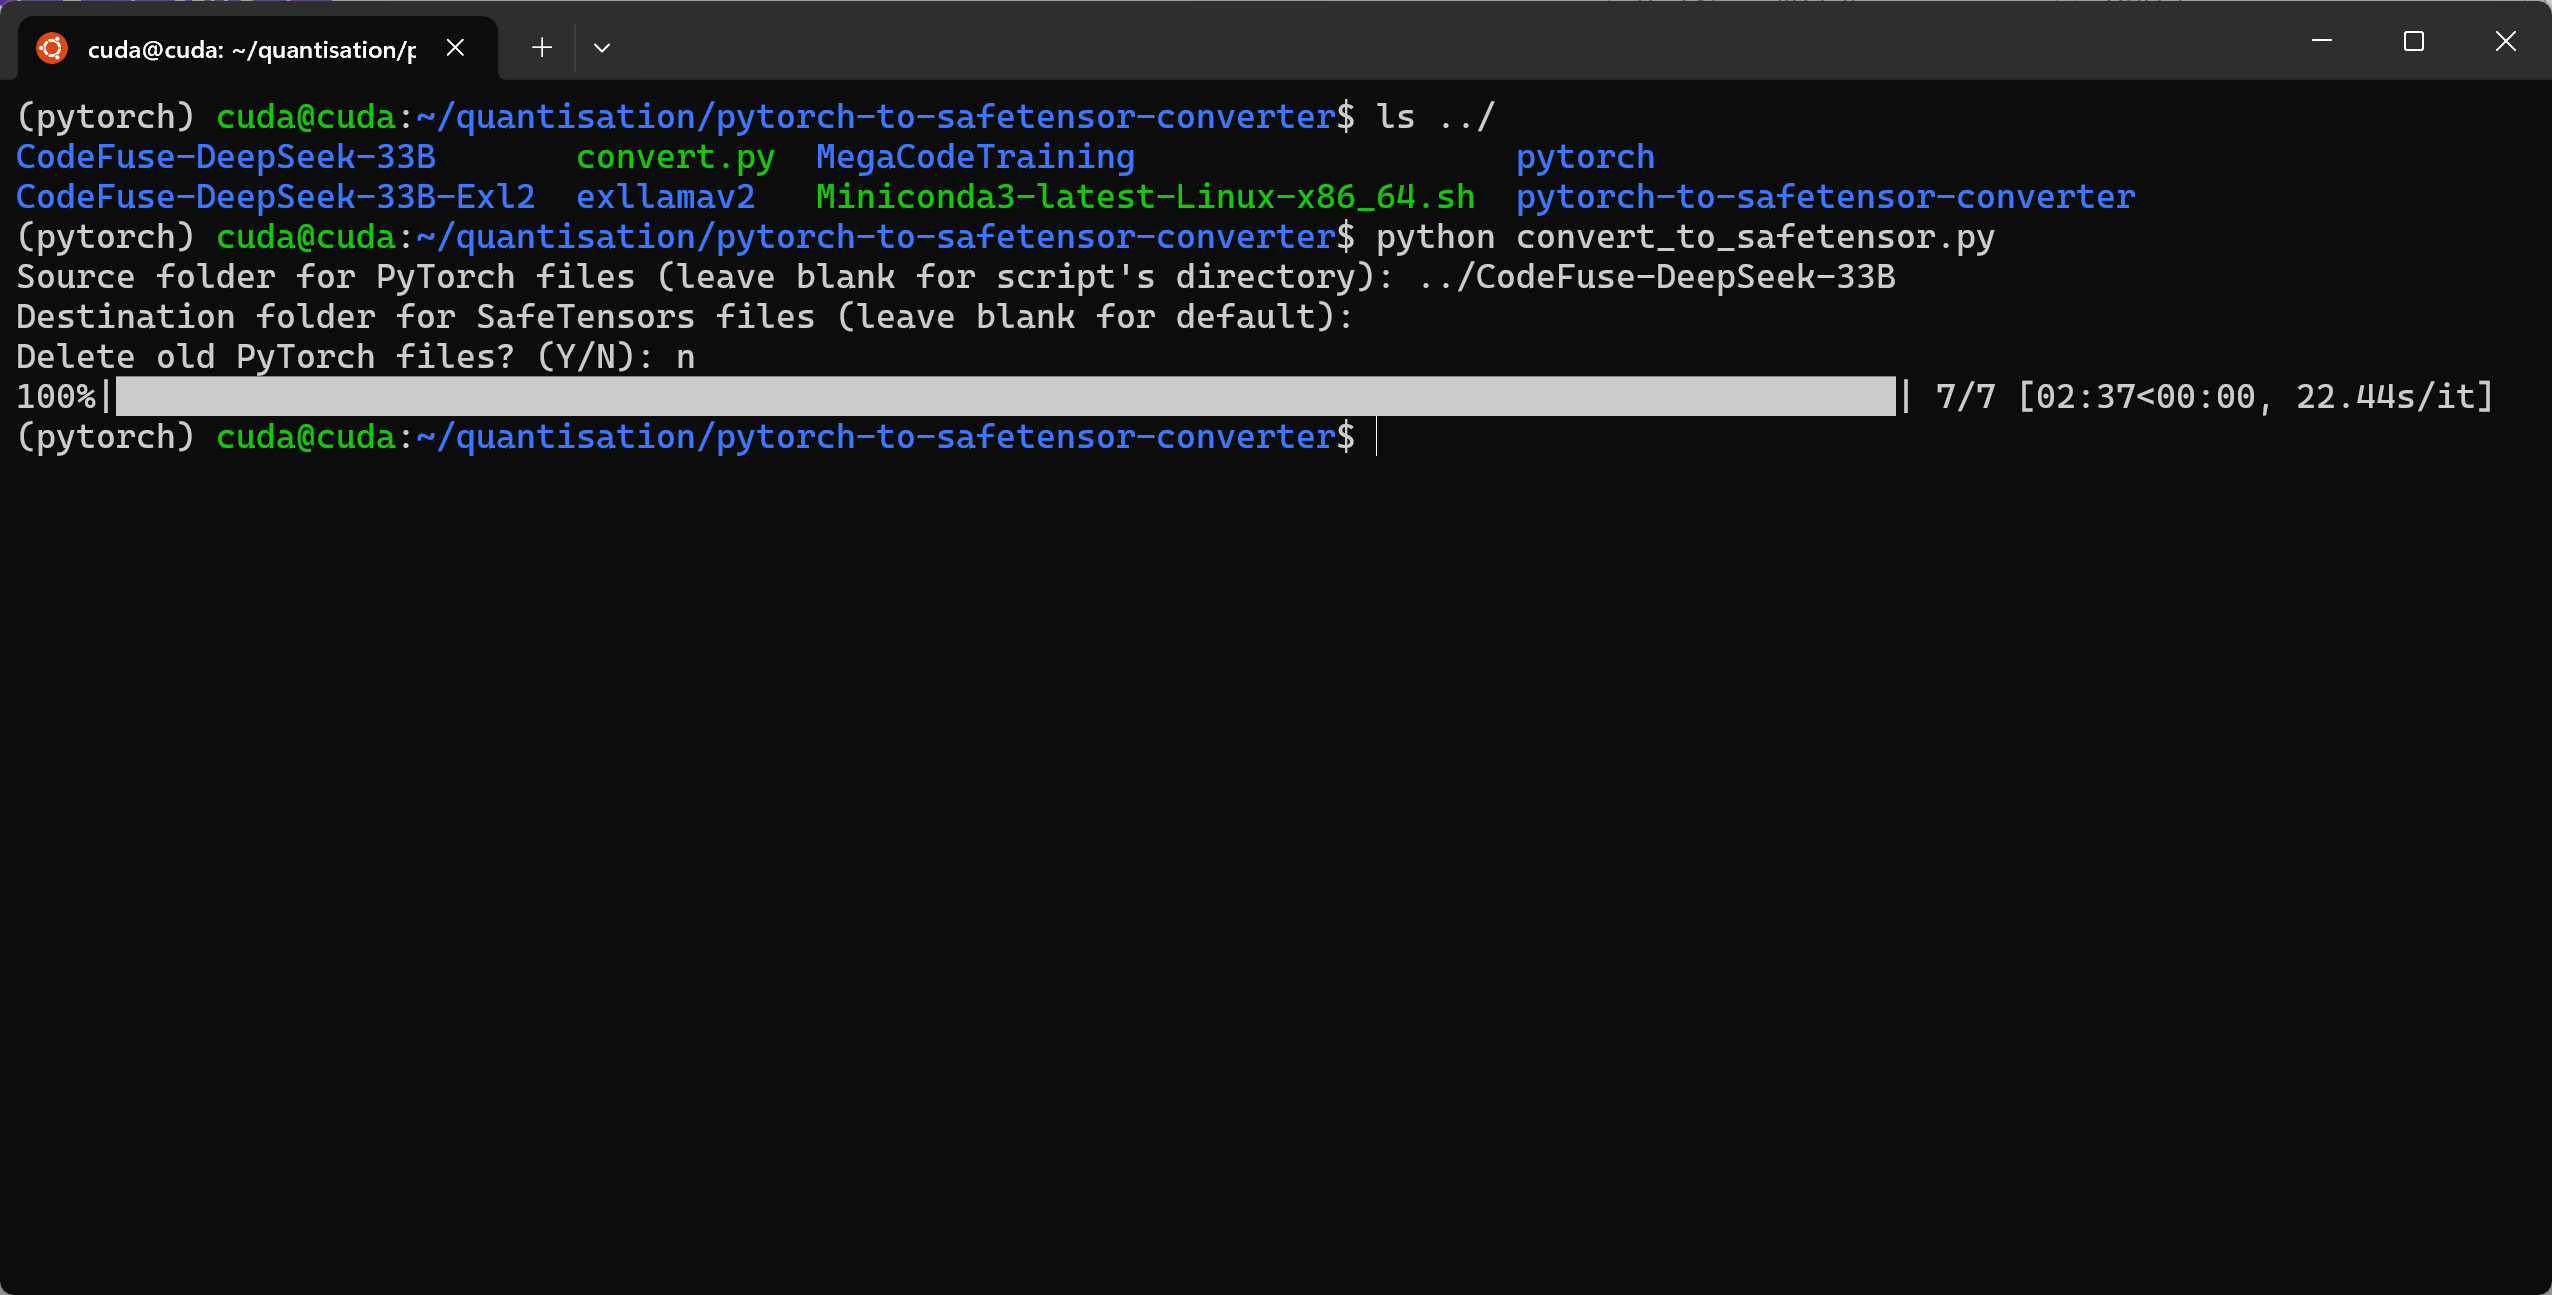 cuda@cuda: ~/quantisation/p
(pytorch) cuda@cuda:~/quantisation/pytorch-to-safetensor-converter$ ls ../
CodeFuse-DeepSeek-33B       convert.py  MegaCodeTraining                   pytorch
CodeFuse-DeepSeek-33B-Exl2  exllamav2   Miniconda3-latest-Linux-x86_64.sh  pytorch-to-safetensor-converter
(pytorch) cuda@cuda:~/quantisation/pytorch-to-safetensor-converter$ python convert_to_safetensor.py
Source folder for PyTorch files (leave blank for script's directory): ../CodeFuse-DeepSeek-33B
Destination folder for SafeTensors files (leave blank for default):
Delete old PyTorch files? (Y/N): n
100%|| 7/7 [02:37<00:00, 22.44s/it]
(pytorch) cuda@cuda:~/quantisation/pytorch-to-safetensor-converter$